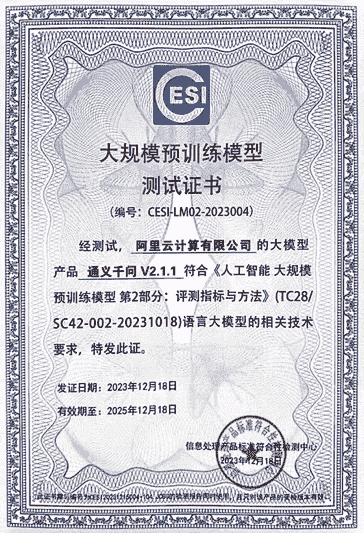 CESI
大规模预训练模型
测试证书
（编号：CESI-LM02-2023004）
经测试，阿里云计算有限公司 的大模型
产品 通义千问 V2.1.1 符合《人工智能 大规模
预训练模型 第2部分：评测指标与方法》(TC28/
SC42-002-20231018)语言大模型的相关技术
要求，特发此证。
发证日期：2023年12月18日
有效期至：2025年12月18日
信息处理产品标准符合性检测中心
2023年12月18日